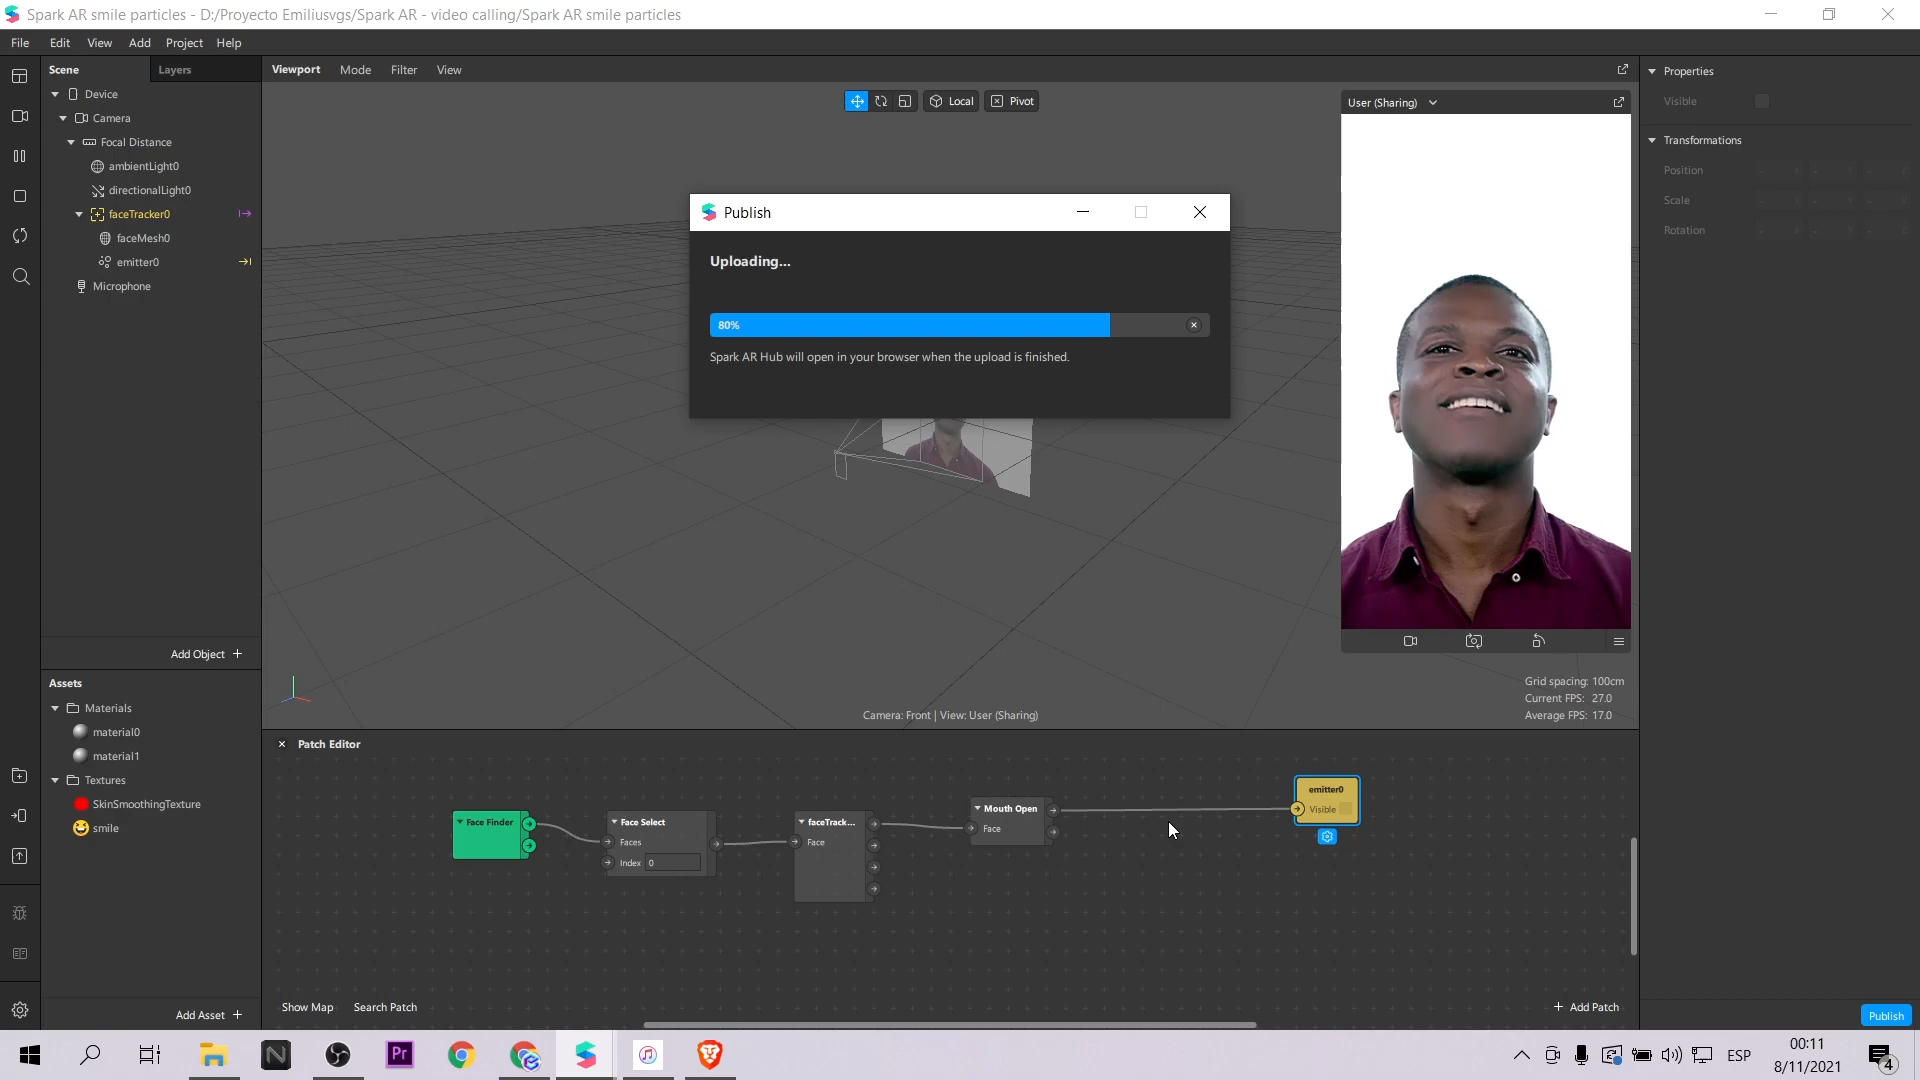 Spark AR smile particles - D:/Proyecto Emiliusvgs/Spark AR - video calling/Spark AR smile particles
File Edit View Add Project Help
Scene Layers
Device
Camera
Focal Distance
ambientLight0
directionalLight0
faceTracker0
faceMesh0
emitter0
Microphone
Add Object +
Assets
Materials
material0
material1
Textures
SkinSmoothingTexture
smile
Add Asset +
Viewport Mode Filter View
Local Pivot
User (Sharing)
Publish
Uploading...
80%
Spark AR Hub will open in your browser when the upload is finished.
Grid spacing: 100cm
Current FPS: 27.0
Average FPS: 17.0
Camera: Front | View: User (Sharing)
Patch Editor
Face Finder
Face Select
Faces
Index 0
faceTrack...
Face
Mouth Open
Face
emitter0
Visible
Show Map Search Patch
+ Add Patch
Properties
Visible
Transformations
Position
Scale
Rotation
Publish
N
Pr
ESP
00:11
8/11/2021
4